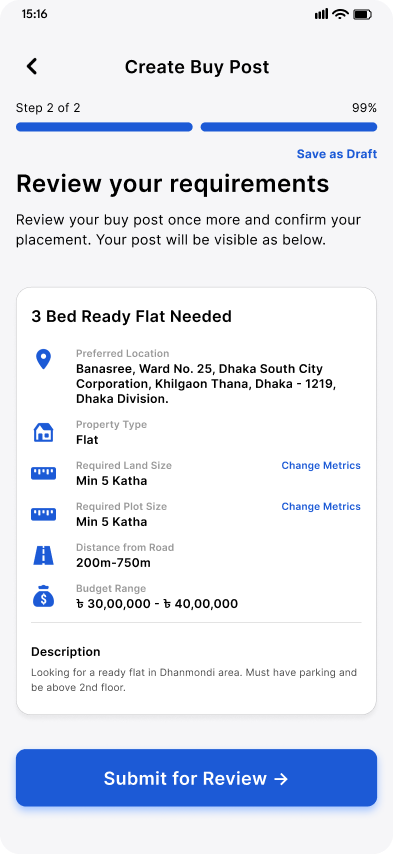 15:16
Create Buy Post
Step 2 of 2
99%
Save as Draft
Review your requirements
Review your buy post once more and confirm your
placement. Your post will be visible as below.
3 Bed Ready Flat Needed
Preferred Location
Banasree, Ward No. 25, Dhaka South City
Corporation, Khilgaon Thana, Dhaka - 1219,
Dhaka Division.
Property Type
Flat
Required Land Size
Change Metrics
Min 5 Katha
Required Plot Size
Change Metrics
Min 5 Katha
Distance from Road
200m-750m
Budget Range
৳ 30,00,000 - ৳ 40,00,000
Description
Looking for a ready flat in Dhanmondi area. Must have parking and
be above 2nd floor.
Submit for Review →